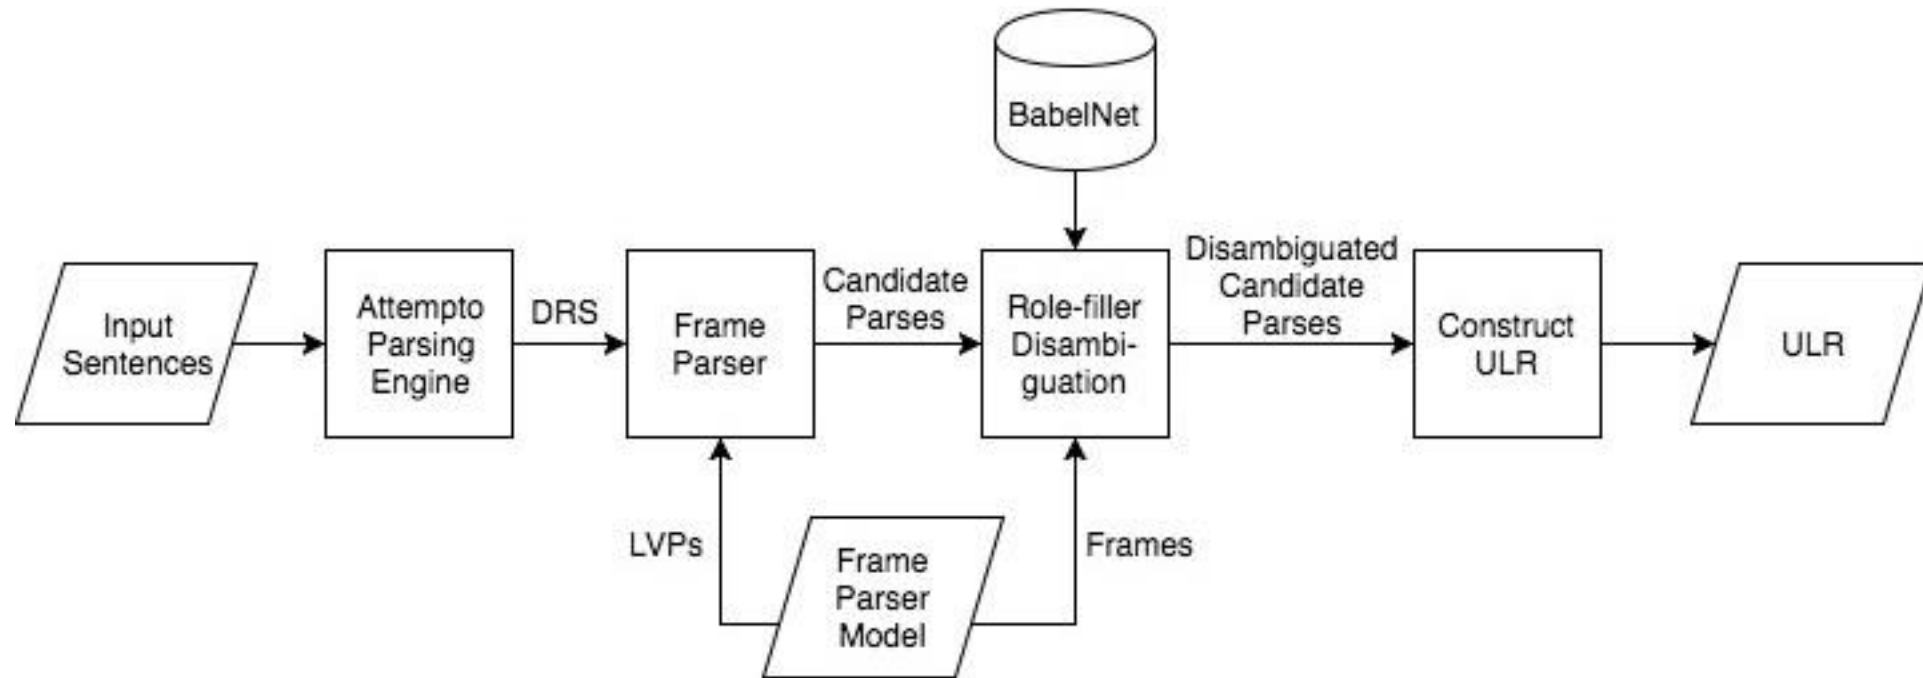 BabelNet
Input
Sentences
Attempto
Parsing
Engine
DRS
Frame
Parser
Candidate
Parses
Role-filler
Disambi-
guation
Disambiguated
Candidate
Parses
Construct
ULR
ULR
LVPs
Frame
Parser
Model
Frames